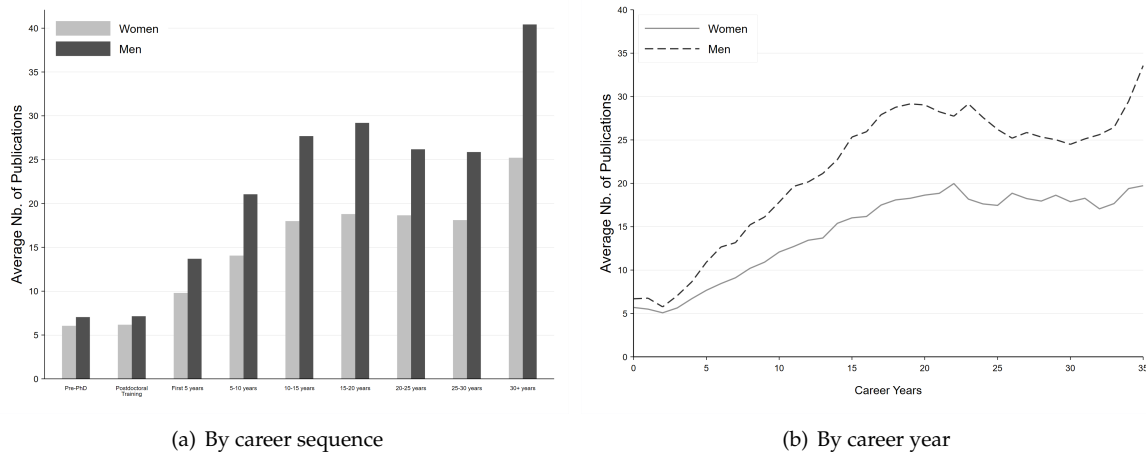 Average Nb. of Publications
40
35
30
25
20
15
10
5
0
Women
Men
Pre-PhD
Postdoctoral
Training
First 5 years
5-10 years
10-15 years
15-20 years
20-25 years
25-30 years
30+ years
(a) By career sequence
Average Nb. of Publications
40
35
30
25
20
15
10
5
0
Women
Men
0
5
10
15
20
25
30
35
Career Years
(b) By career year